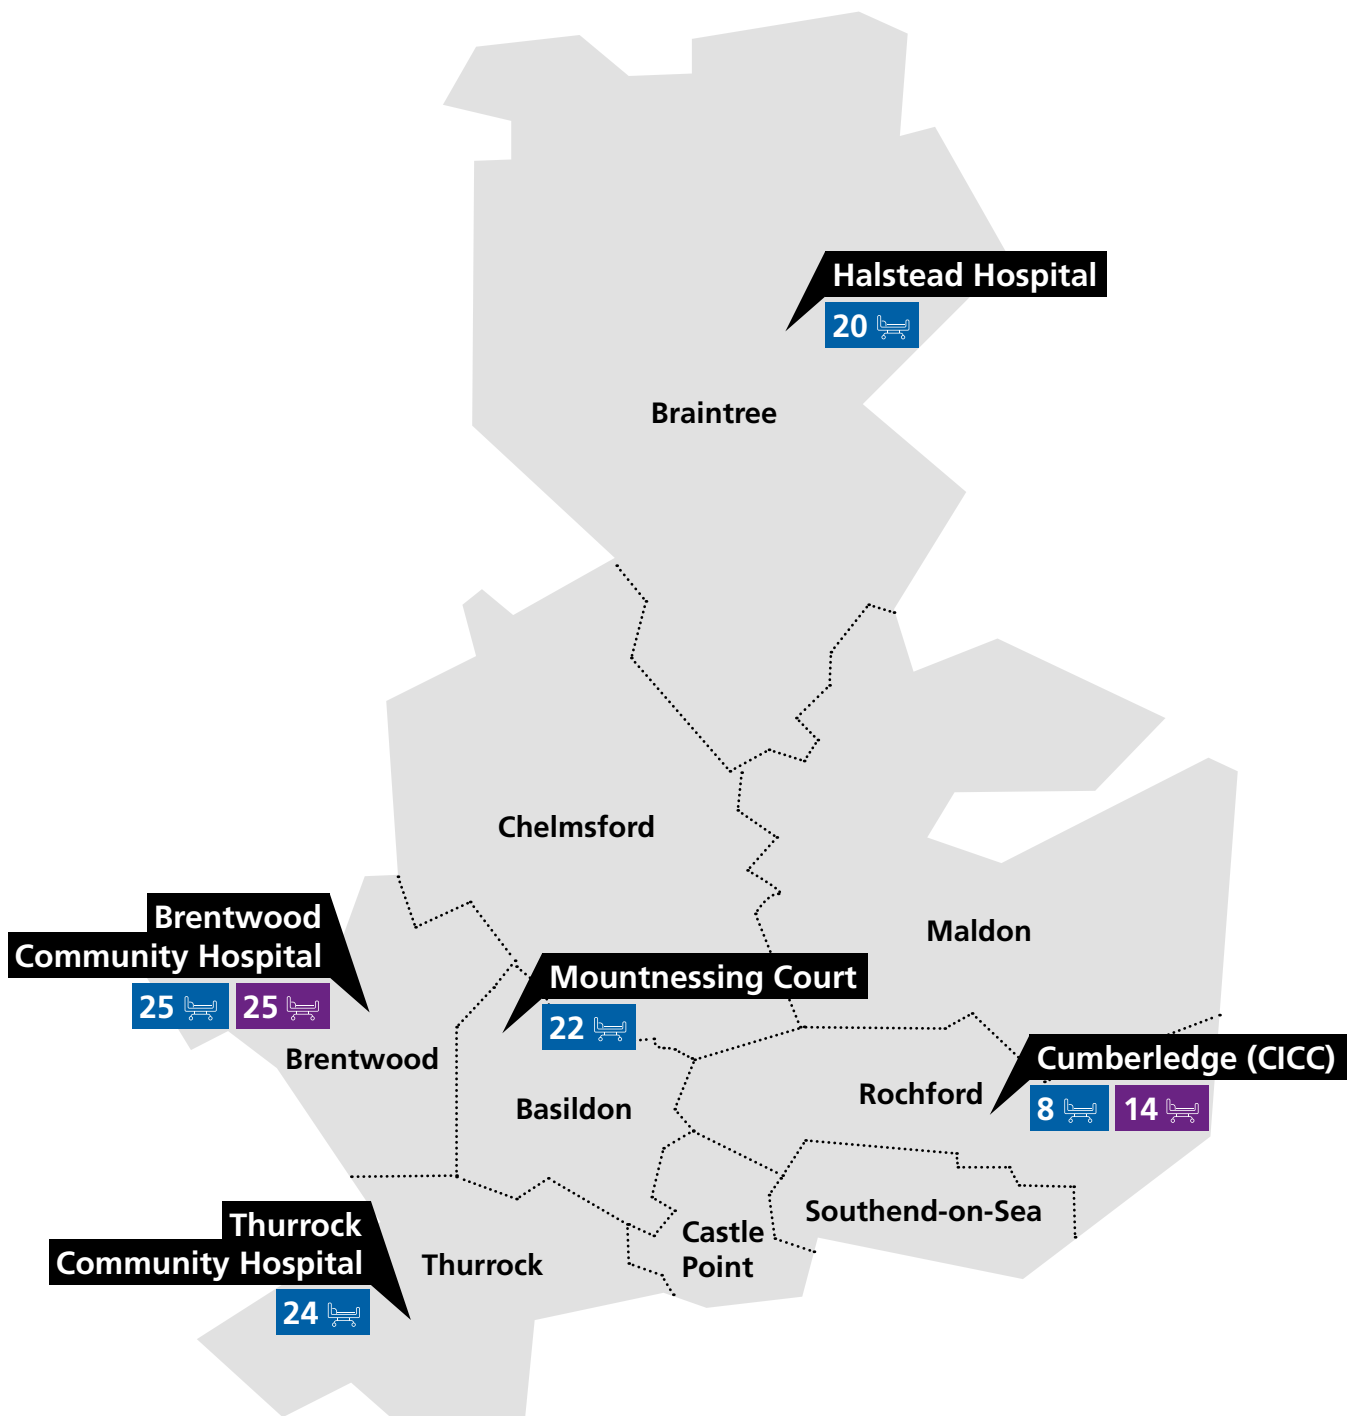 Halstead Hospital
20
Braintree
Chelmsford
Maldon
Brentwood
Community Hospital
25 25
Mountnessing Court
22
Brentwood
Cumberledge (CICC)
8 14
Rochford
Basildon
Southend-on-Sea
Castle
Point
Thurrock
Community Hospital
24
Thurrock